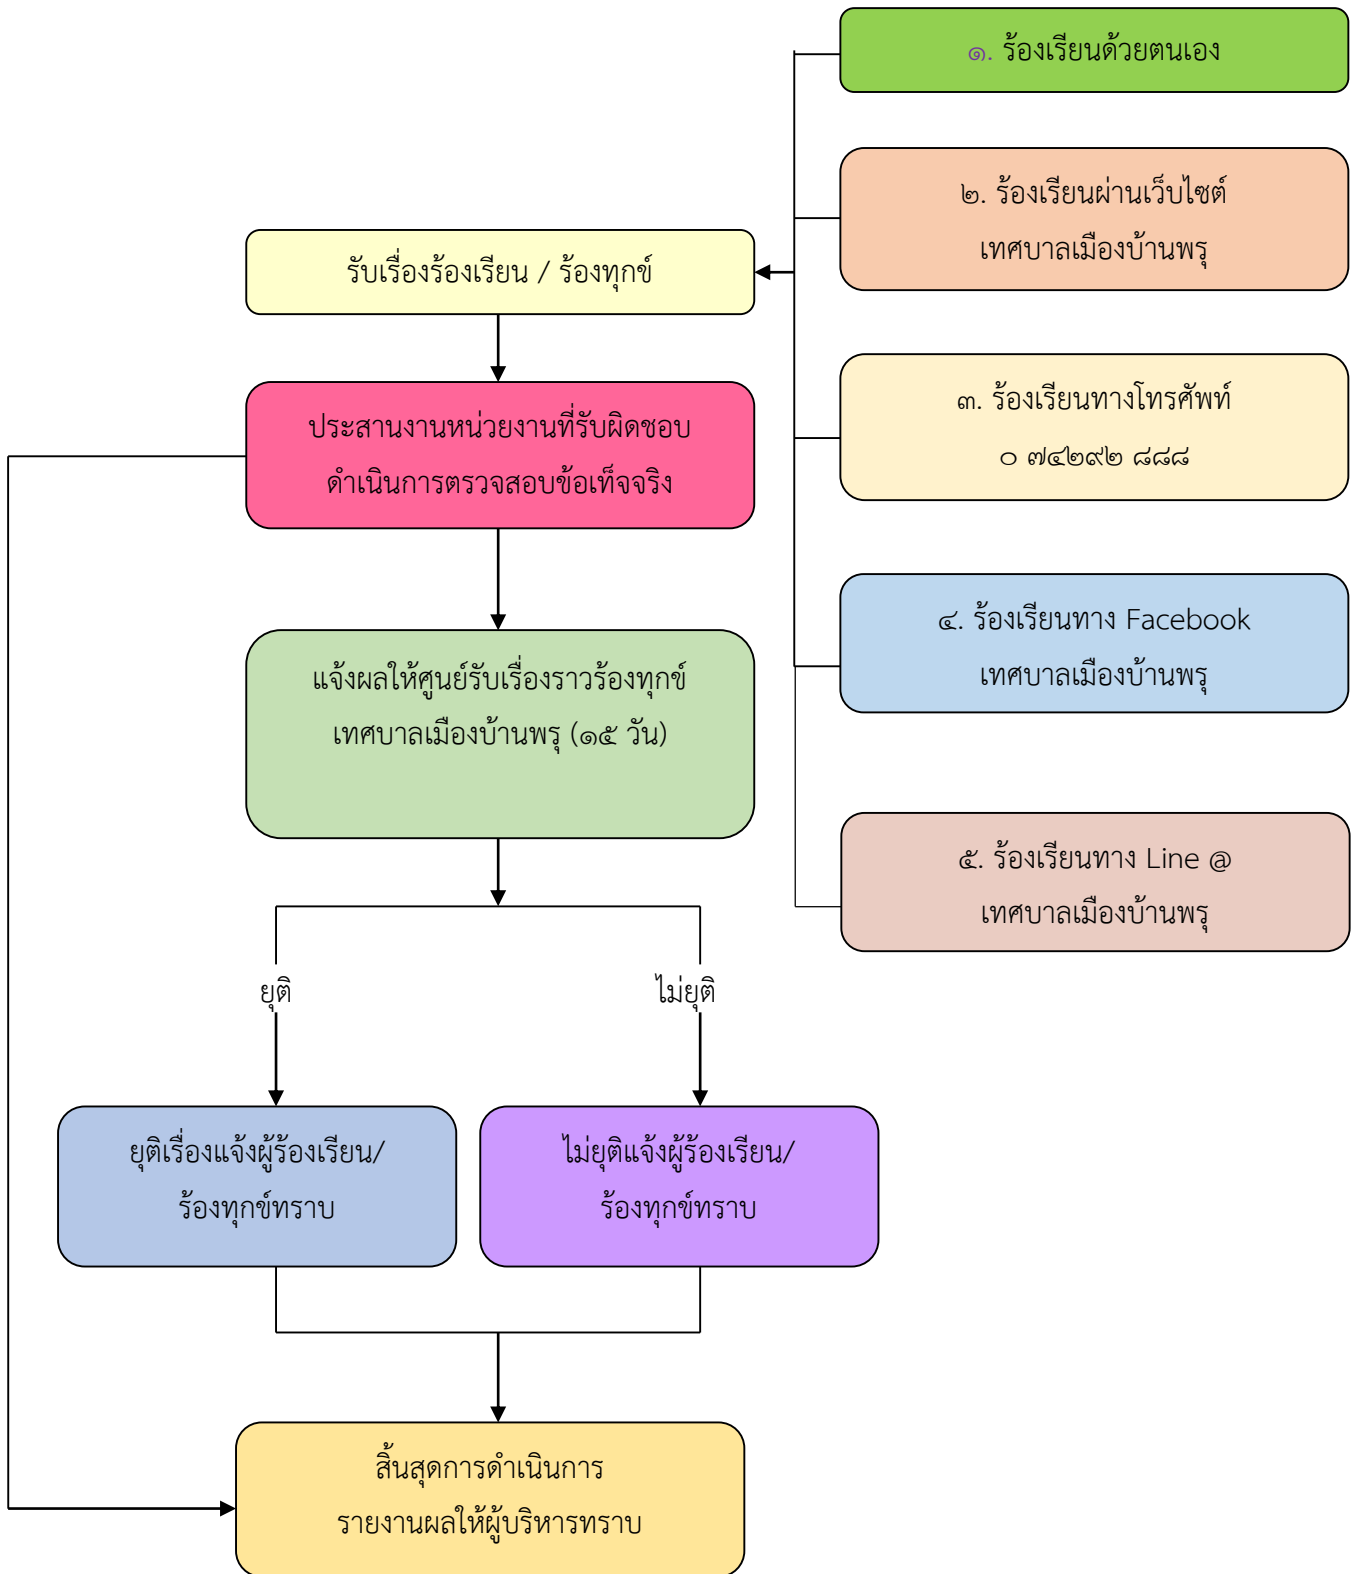 ๑. ร้องเรียนด้วยตนเอง
๒. ร้องเรียนผ่านเว็บไซต์
เทศบาลเมืองบ้านพรุ
รับเรื่องร้องเรียน / ร้องทุกข์
๓. ร้องเรียนทางโทรศัพท์
๐ ๗๔๒๙๒ ๘๘๘
ประสานงานหน่วยงานที่รับผิดชอบ
ดำเนินการตรวจสอบข้อเท็จจริง
๔. ร้องเรียนทาง Facebook
เทศบาลเมืองบ้านพรุ
แจ้งผลให้ศูนย์รับเรื่องราวร้องทุกข์
เทศบาลเมืองบ้านพรุ (๑๕ วัน)
๕. ร้องเรียนทาง Line @
เทศบาลเมืองบ้านพรุ
ยุติ
ไม่ยุติ
ยุติเรื่องแจ้งผู้ร้องเรียน/
ร้องทุกข์ทราบ
ไม่ยุติแจ้งผู้ร้องเรียน/
ร้องทุกข์ทราบ
สิ้นสุดการดำเนินการ
รายงานผลให้ผู้บริหารทราบ